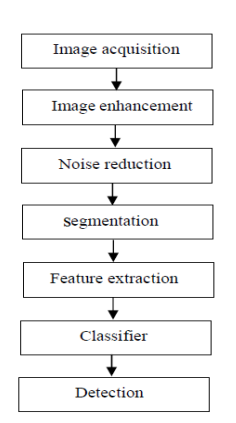 Image acquisition
Image enhancement
Noise reduction
Segmentation
Feature extraction
Classifier
Detection